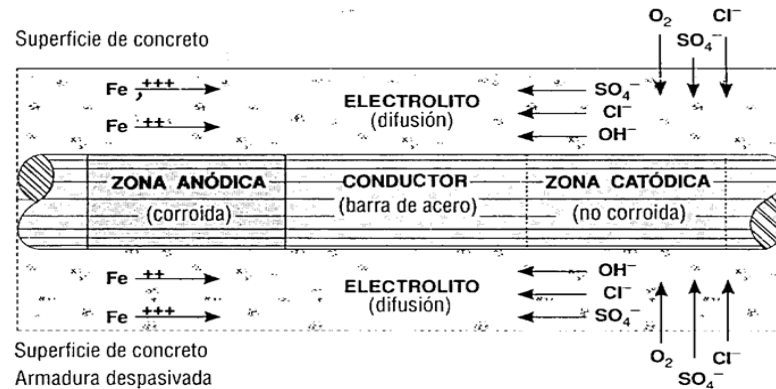 O₂ Cl⁻
Superficie de concreto SO₄⁻
Fe +++ SO₄⁻
ELECTROLITO
(difusión) Cl⁻
Fe ++ OH⁻
ZONA ANÓDICA CONDUCTOR ZONA CATÓDICA
(corroida) (barra de acero) (no corroida)
Fe ++ OH⁻
ELECTROLITO Cl⁻
(difusión)
Fe +++ SO₄⁻
Superficie de concreto O₂ Cl⁻
Armadura despasivada SO₄⁻